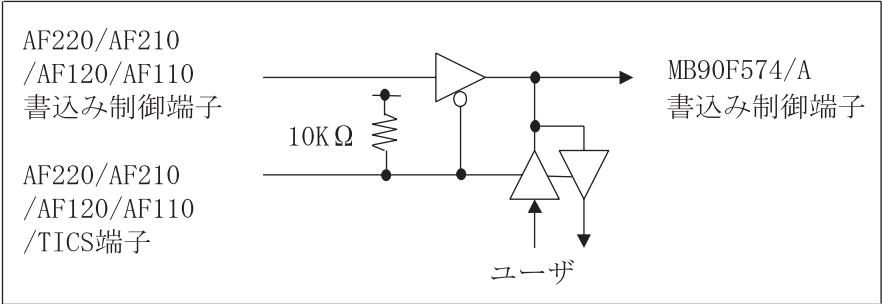 AF220/AF210
/AF120/AF110
書込み制御端子
MB90F574/A
書込み制御端子
10KΩ
AF220/AF210
/AF120/AF110
/TICS端子
ユーザ